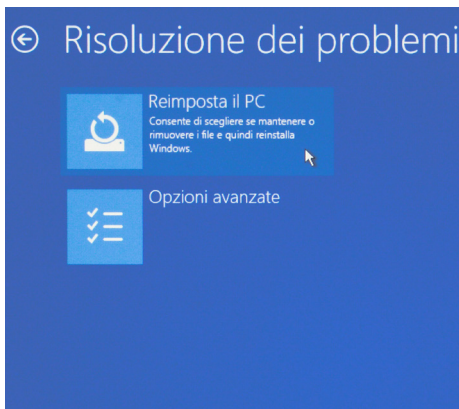 Risoluzione dei problemi
Reimposta il PC
Consente di scegliere se mantenere o
rimuovere i file e quindi reinstalla
Windows.
Opzioni avanzate